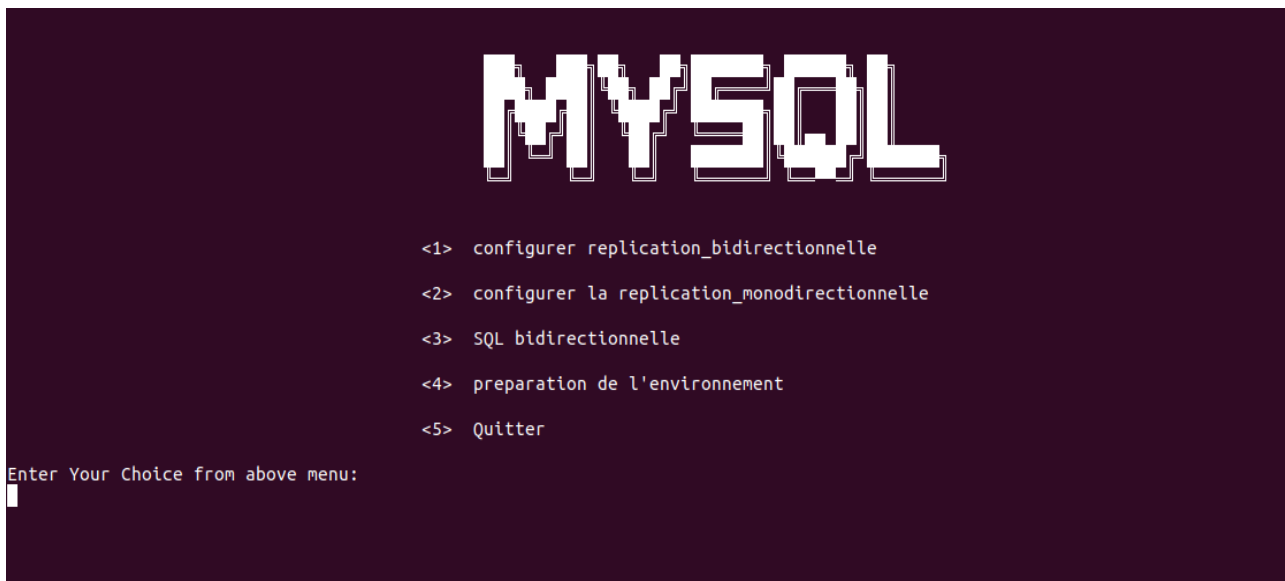 MYSQL
<1> configurer replication_bidirectionnelle
<2> configurer la replication_monodirectionnelle
<3> SQL bidirectionnelle
<4> preparation de l'environnement
<5> Quitter
Enter Your Choice from above menu: